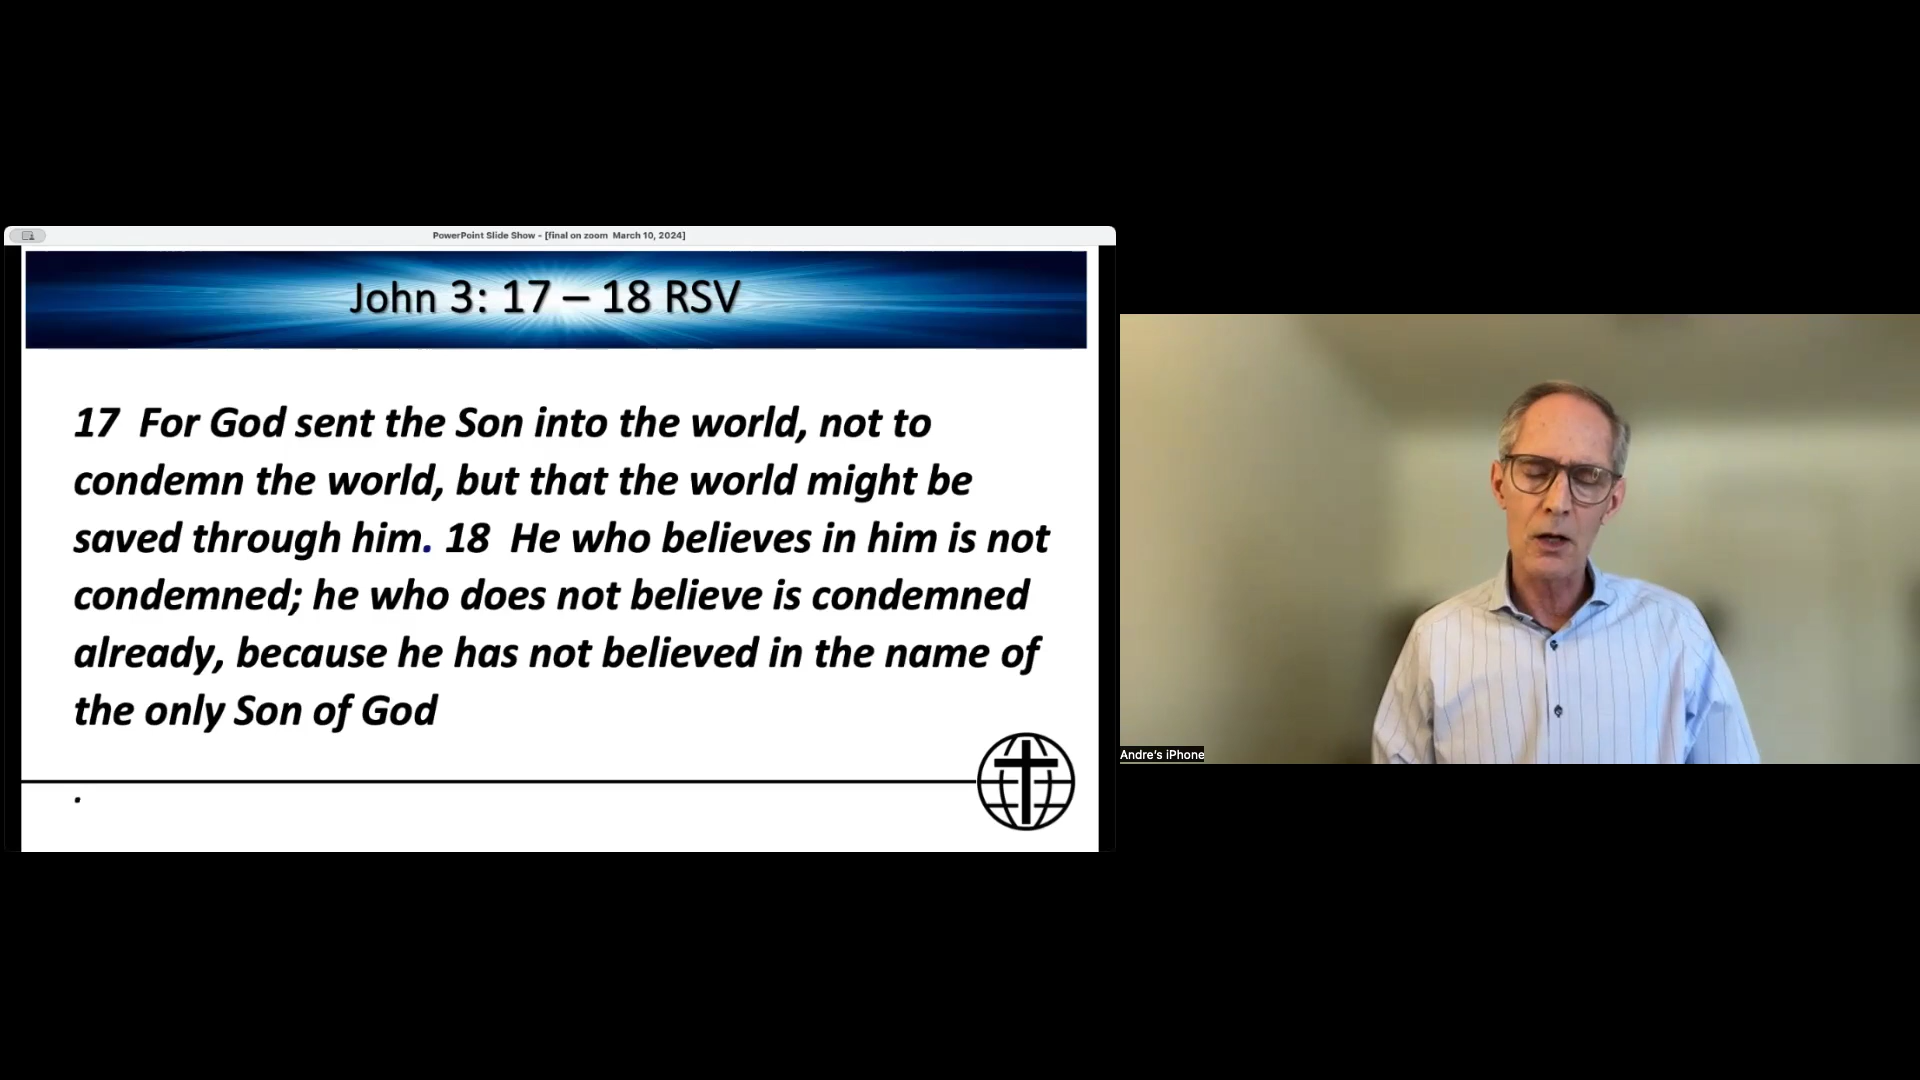 PowerPoint Slide Show - [final on zoom  March 10, 2024]
John 3: 17 – 18 RSV
17  For God sent the Son into the world, not to
condemn the world, but that the world might be
saved through him. 18  He who believes in him is not
condemned; he who does not believe is condemned
already, because he has not believed in the name of
the only Son of God
.
Andre's iPhone